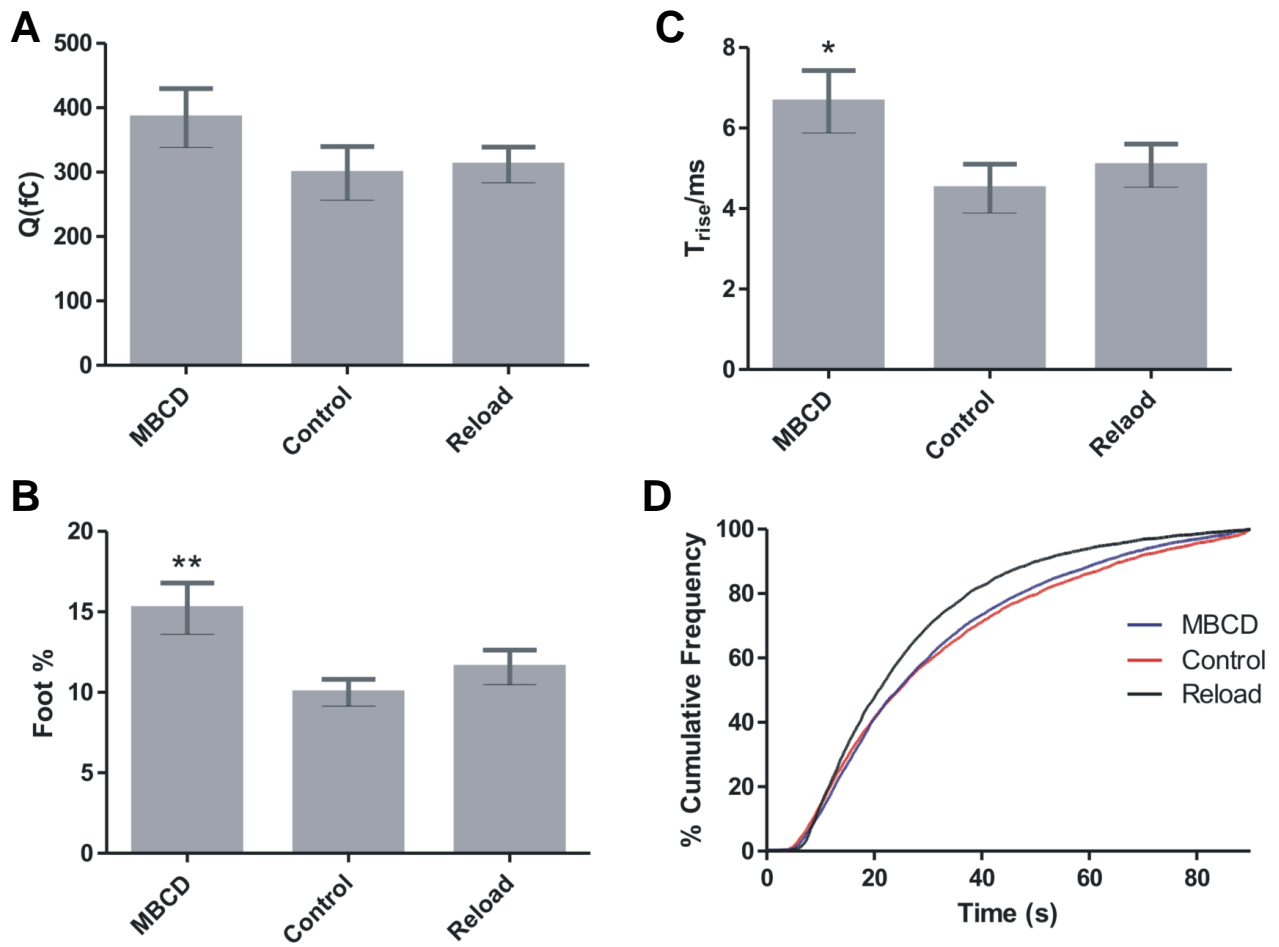 A
500
400
300
200
100
0
Q(fC)
MBCD
Control
Reload
C
*
8
6
4
2
0
Trise/ms
MBCD
Control
Relaod
B
**
20
15
10
5
0
Foot %
MBCD
Control
Reload
D
100
80
60
40
20
0
% Cumulative Frequency
MBCD
Control
Reload
0 20 40 60 80
Time (s)